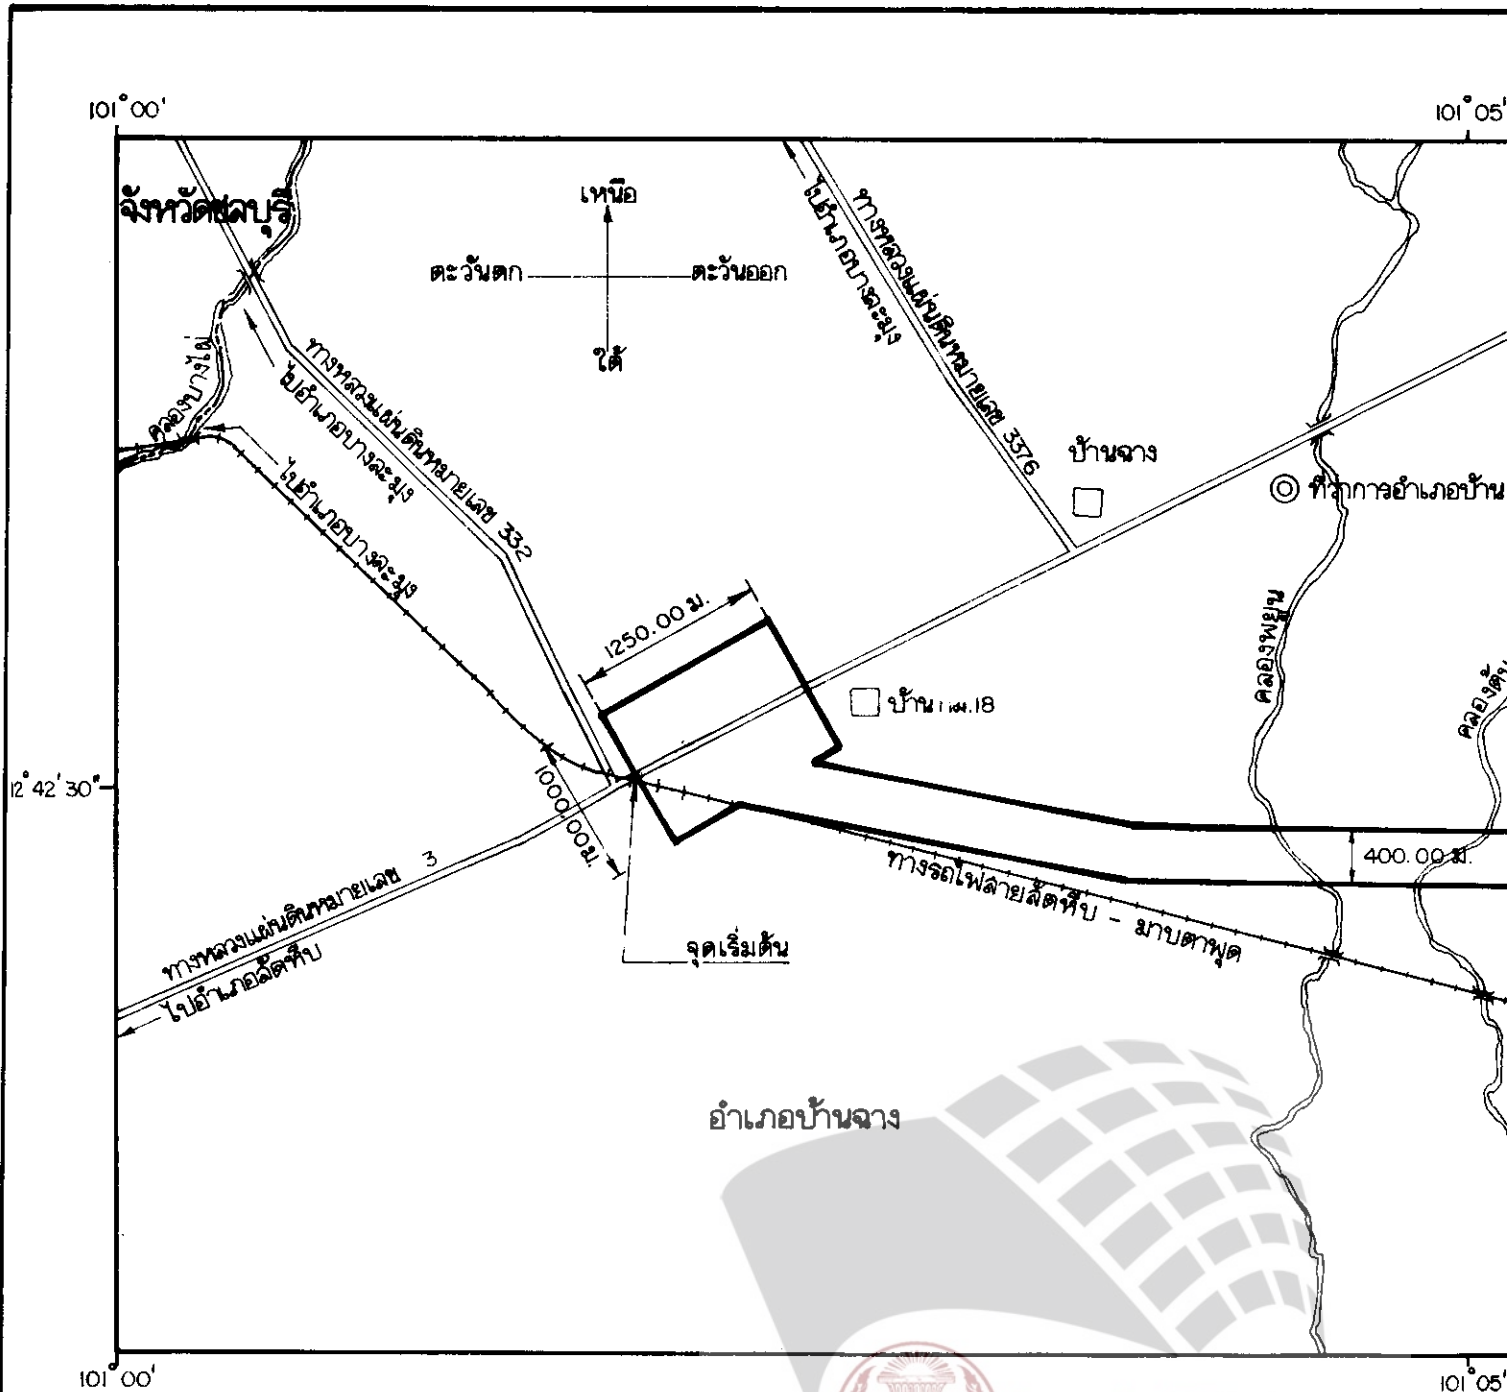 101°00'
101°05'
จังหวัดชลบุรี
เหนือ
ตะวันตก
ตะวันออก
ใต้
ทางหลวงแผ่นดินหมายเลข 3376
ไปอำเภอบางละมุง
คลองบางไผ่
ทางหลวงแผ่นดินหมายเลข 332
ไปอำเภอบางละมุง
ไปอำเภอบางละมุง
บ้านฉาง
ที่ว่าการอำเภอบ้าน
1250.00 ม.
คลองพยูน
บ้าน กม.18
12°42'30"
1000.00 ม.
400.00 ม.
ทางหลวงแผ่นดินหมายเลข 3
ไปอำเภอสัตหีบ
ทางรถไฟสายสัตหีบ - มาบตาพุด
จุดเริ่มต้น
อำเภอบ้านฉาง
101°00'
101°05'